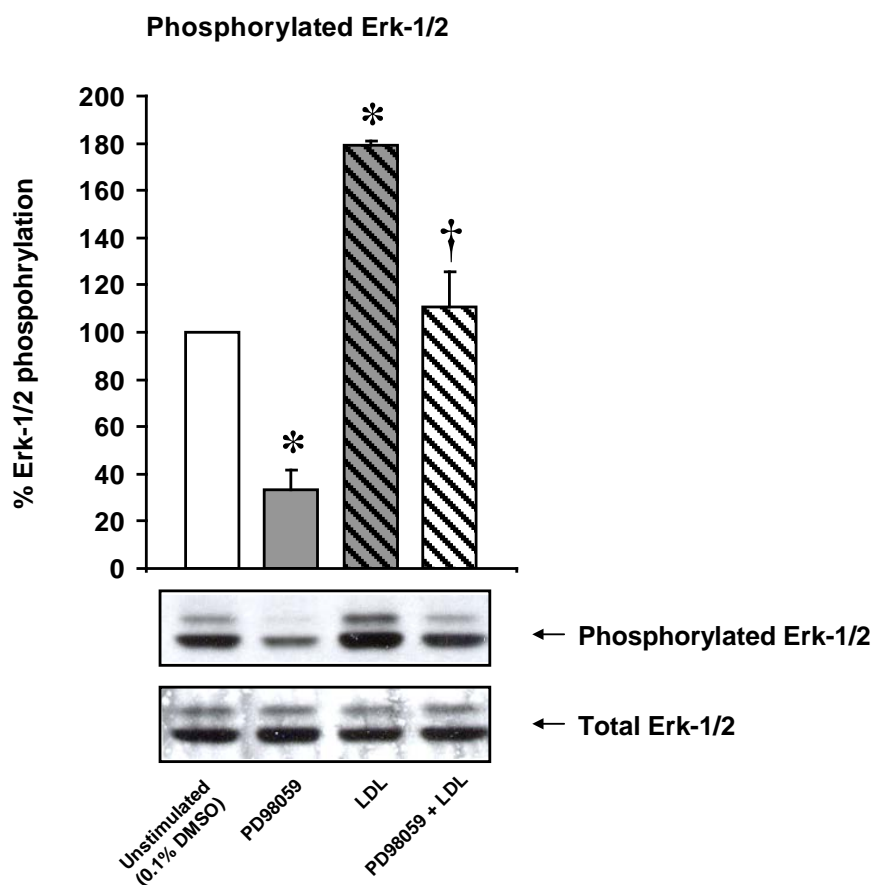 Phosphorylated Erk-1/2
% Erk-1/2 phospohrylation
200
180
160
140
120
100
80
60
40
20
0
*
*
†
Phosphorylated Erk-1/2
Total Erk-1/2
Unstimulated
(0.1% DMSO)
PD98059
LDL
PD98059 + LDL